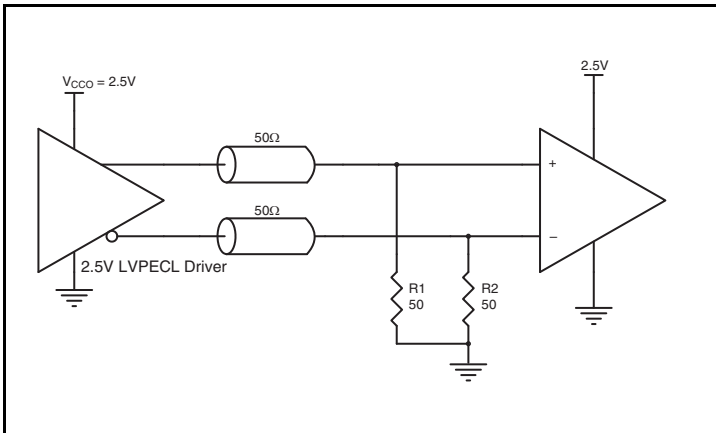 V_CCO = 2.5V
2.5V
50Ω
+
50Ω
−
2.5V LVPECL Driver
R1
50
R2
50